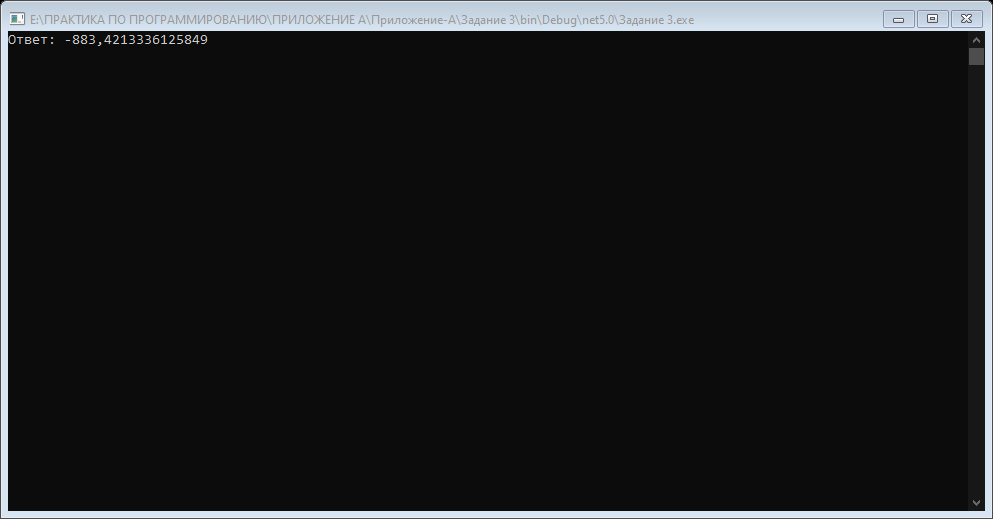 E:\ПРАКТИКА ПО ПРОГРАММИРОВАНИЮ\ПРИЛОЖЕНИЕ А\Приложение-А\Задание 3\bin\Debug\net5.0\Задание 3.exe
Ответ: -883,4213336125849